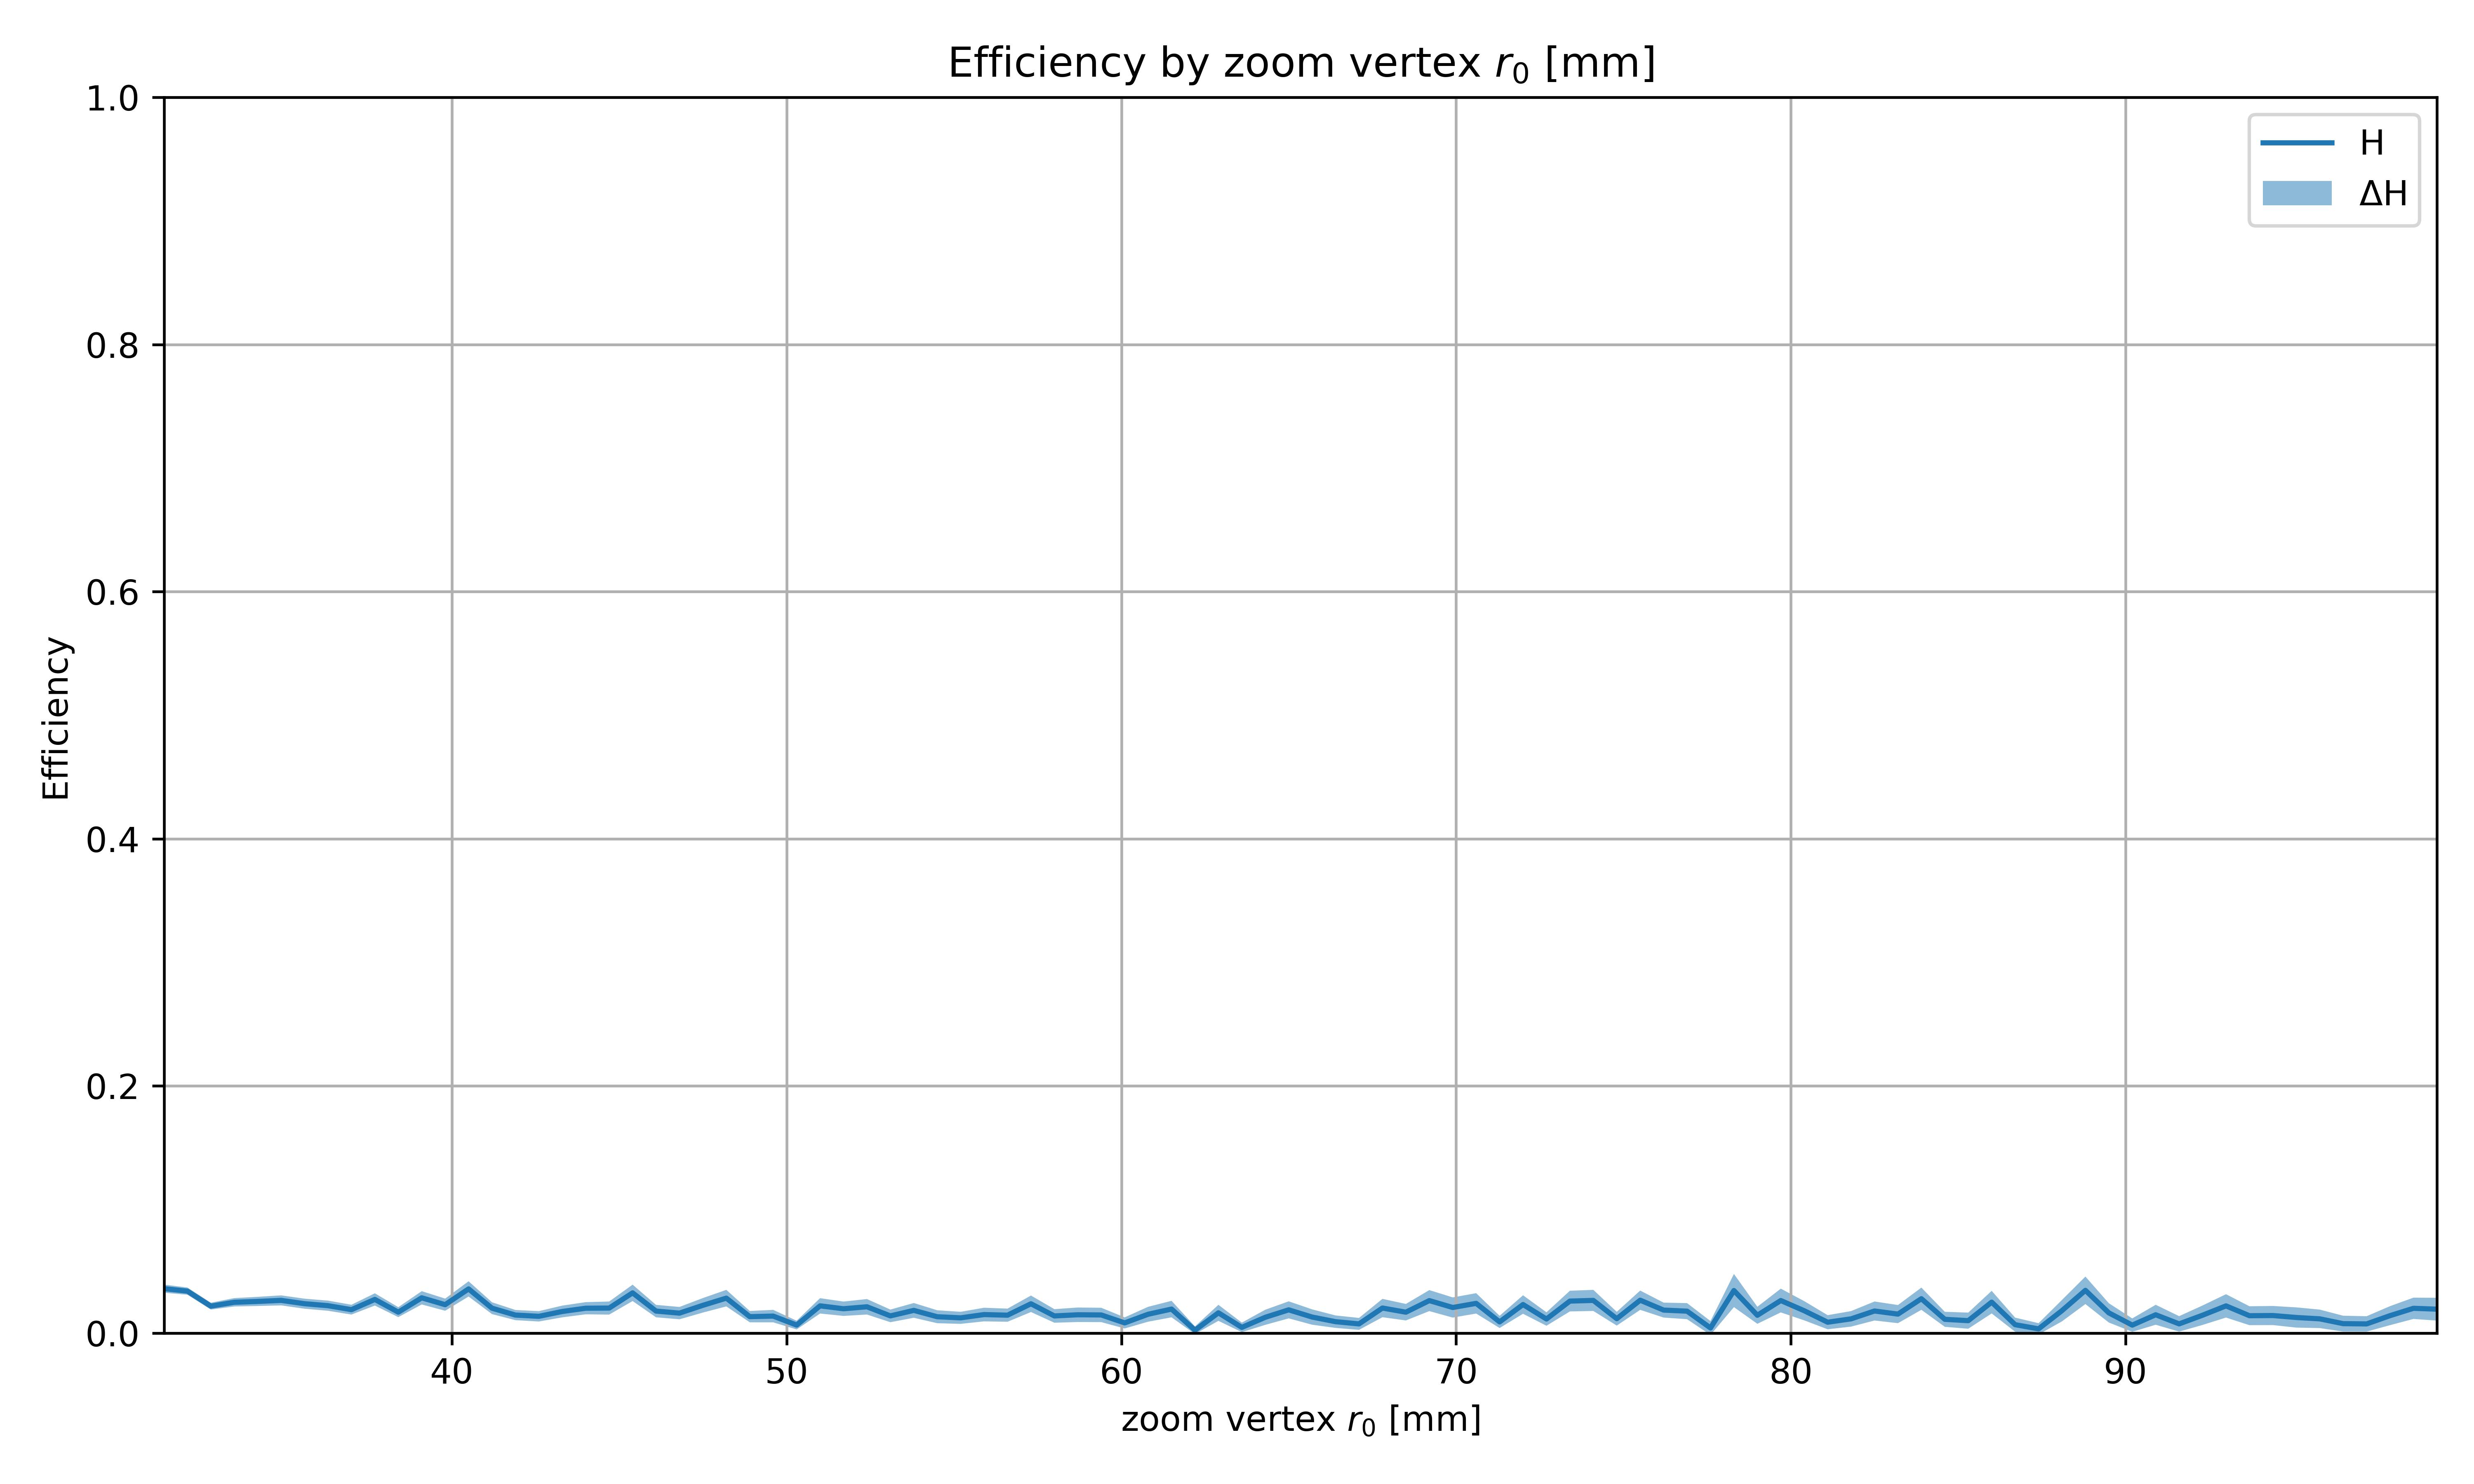 Efficiency by zoom vertex r₀ [mm]
H
ΔH
Efficiency
1.0
0.8
0.6
0.4
0.2
0.0
40 50 60 70 80 90
zoom vertex r₀ [mm]